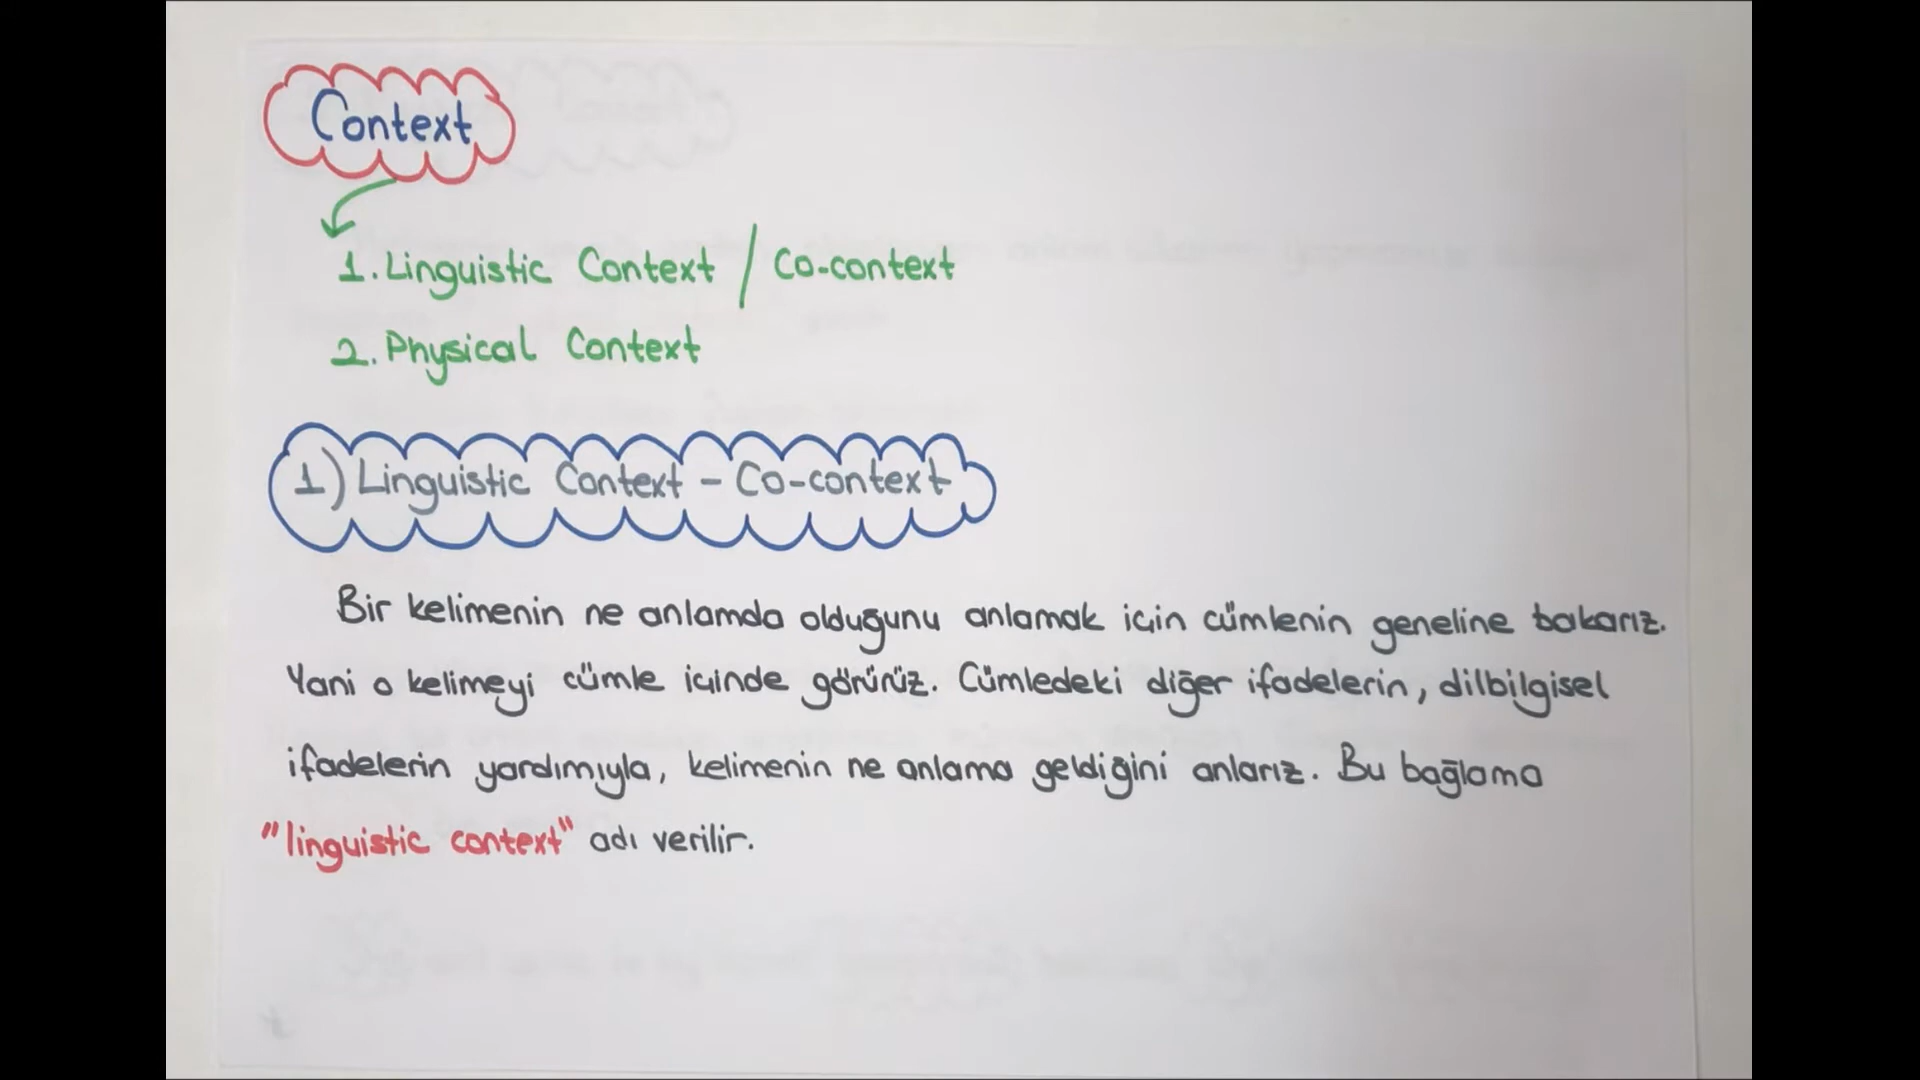 Context
1. Linguistic Context / Co-context
2. Physical Context
1) Linguistic Context - Co-context
Bir kelimenin ne anlamda olduğunu anlamak için cümlenin geneline bakarız.
Yani o kelimeyi cümle içinde görürüz. Cümledeki diğer ifadelerin, dilbilgisel
ifadelerin yardımıyla, kelimenin ne anlama geldiğini anlarız. Bu bağlama
"linguistic context" adı verilir.